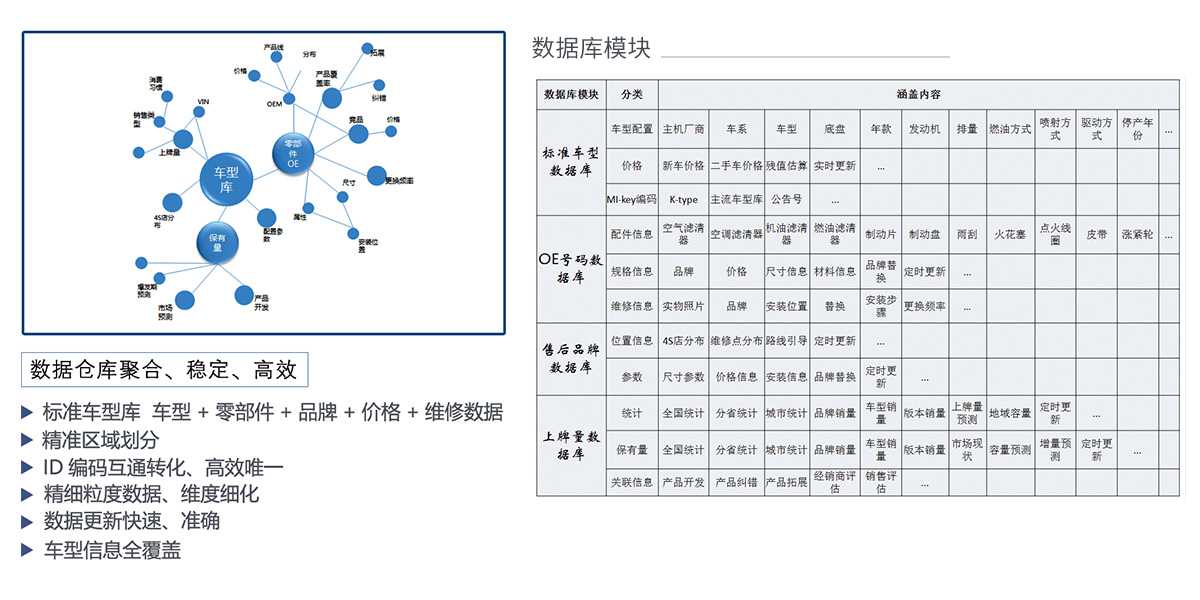 产品线
分布
拓展
价格
产品覆
盖率
消费
习惯
纠错
VIN
OEM
销售类
型
竞品
价格
上牌量
零部
件
OE
车型
库
尺寸
更换频率
4S店分
布
属性
配置参
数
安装位
置
保有
量
爆发期
预测
市场
预测
产品
开发
数据仓库聚合、稳定、高效
标准车型库 车型 + 零部件 + 品牌 + 价格 + 维修数据
精准区域划分
ID 编码互通转化、高效唯一
精细粒度数据、维度细化
数据更新快速、准确
车型信息全覆盖
数据库模块
数据库模块 分类 涵盖内容
标准车型数据库
车型配置 主机厂商 车系 车型 底盘 年款 发动机 排量 燃油方式 喷射方式 驱动方式 停产年份 ...
价格 新车价格 二手车价格 残值估算 实时更新 ...
MI-key编码 K-type 主流车型库 公告号 ...
OE号码数据库
配件信息 空气滤清器 空调滤清器 机油滤清器 燃油滤清器 制动片 制动盘 雨刮 火花塞 点火线圈 皮带 涨紧轮 ...
规格信息 品牌 价格 尺寸信息 材料信息 品牌替换 定时更新 ...
维修信息 实物照片 品牌 安装位置 替换 安装步骤 更换频率 ...
售后品牌数据库
位置信息 4S店分布 维修点分布 路线引导 定时更新 ...
参数 尺寸参数 价格信息 安装信息 品牌替换 定时更新 ...
上牌量数据库
统计 全国统计 分省统计 城市统计 品牌销量 车型销量 版本销量 上牌量预测 地域容量 定时更新 ...
保有量 全国统计 分省统计 城市统计 品牌销量 车型销量 版本销量 市场现状 容量预测 增量预测 定时更新 ...
关联信息 产品开发 产品纠错 产品拓展 经销商评估 销售评估 ...